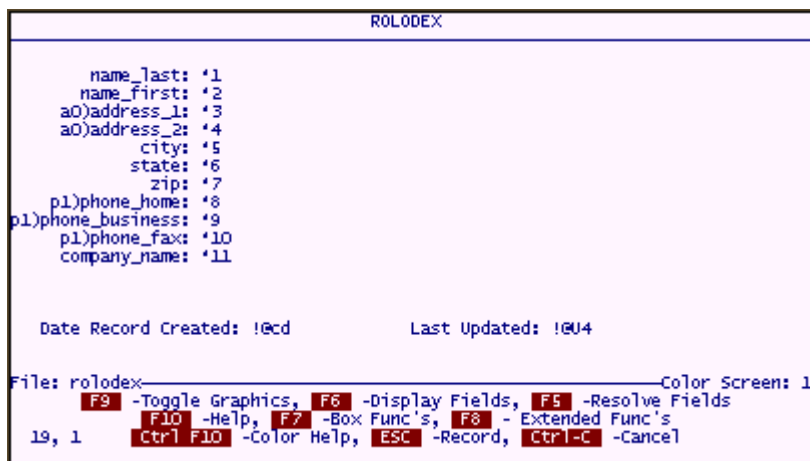 ROLODEX
name_last: *1
name_first: *2
a0)address_1: *3
a0)address_2: *4
city: *5
state: *6
zip: *7
p1)phone_home: *8
p1)phone_business: *9
p1)phone_fax: *10
company_name: *11
Date Record Created: !@cd Last Updated: !@U4
File: rolodex Color Screen: 1
F9 -Toggle Graphics, F6 -Display Fields, F5 -Resolve Fields
F10 -Help, F7 -Box Func's, F8 - Extended Func's
19, 1 Ctrl F10 -Color Help, ESC -Record, Ctrl-C -Cancel